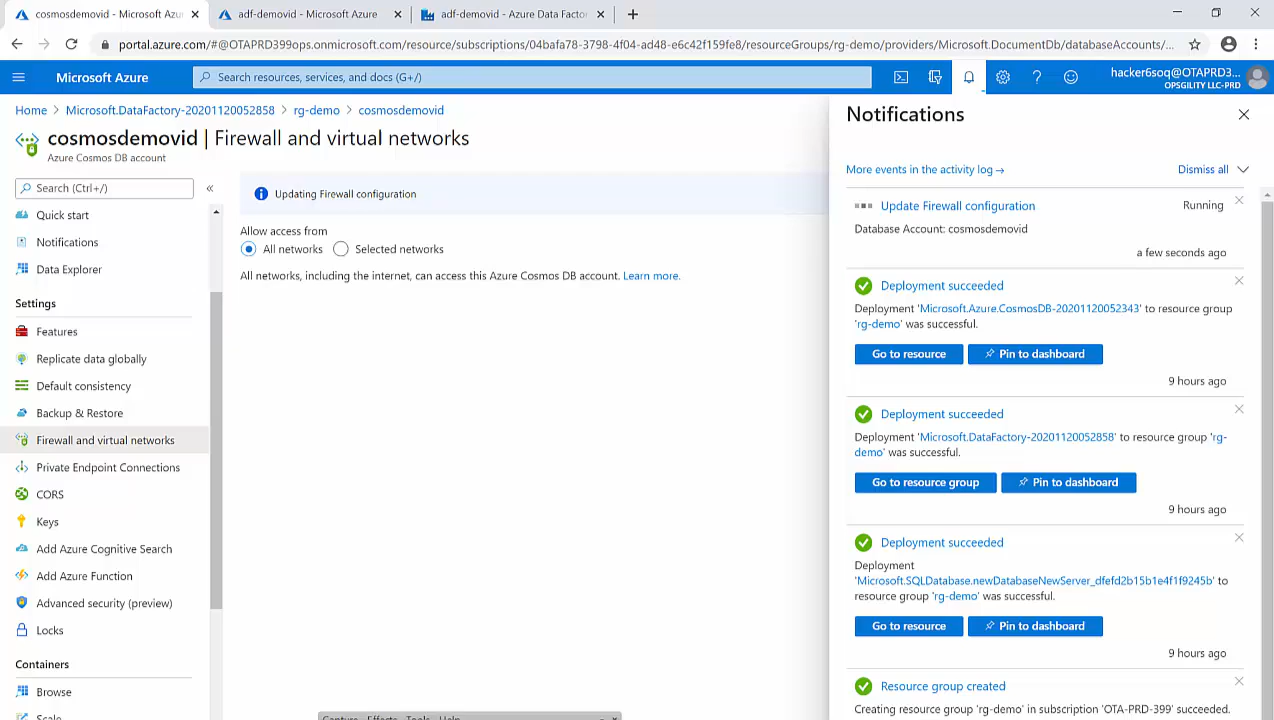 cosmosdemovid - Microsoft Azu
adf-demovid - Microsoft Azure
adf-demovid - Azure Data Factor
portal.azure.com/#@OTAPRD399ops.onmicrosoft.com/resource/subscriptions/04bafa78-3798-4f04-ad48-e6c42f159fe8/resourceGroups/rg-demo/providers/Microsoft.DocumentDb/databaseAccounts/...
Microsoft Azure
Search resources, services, and docs (G+/)
hacker6soq@OTAPRD3...
OPSGILITY LLC-PRD
Home > Microsoft.DataFactory-20201120052858 > rg-demo > cosmosdemovid
cosmosdemovid | Firewall and virtual networks
Azure Cosmos DB account
Search (Ctrl+/)
«
Quick start
Notifications
Data Explorer
Settings
Features
Replicate data globally
Default consistency
Backup & Restore
Firewall and virtual networks
Private Endpoint Connections
CORS
Keys
Add Azure Cognitive Search
Add Azure Function
Advanced security (preview)
Locks
Containers
Browse
Scale
Updating Firewall configuration
Allow access from
All networks
Selected networks
All networks, including the internet, can access this Azure Cosmos DB account. Learn more.
Capture Effects Tools Help
Notifications
More events in the activity log →
Dismiss all
Update Firewall configuration
Running
Database Account: cosmosdemovid
a few seconds ago
Deployment succeeded
Deployment 'Microsoft.Azure.CosmosDB-20201120052343' to resource group
'rg-demo' was successful.
Go to resource
Pin to dashboard
9 hours ago
Deployment succeeded
Deployment 'Microsoft.DataFactory-20201120052858' to resource group 'rg-
demo' was successful.
Go to resource group
Pin to dashboard
9 hours ago
Deployment succeeded
Deployment
'Microsoft.SQLDatabase.newDatabaseNewServer_dfefd2b15b1e4f1f9245b' to
resource group 'rg-demo' was successful.
Go to resource
Pin to dashboard
9 hours ago
Resource group created
Creating resource group 'rg-demo' in subscription 'OTA-PRD-399' succeeded.